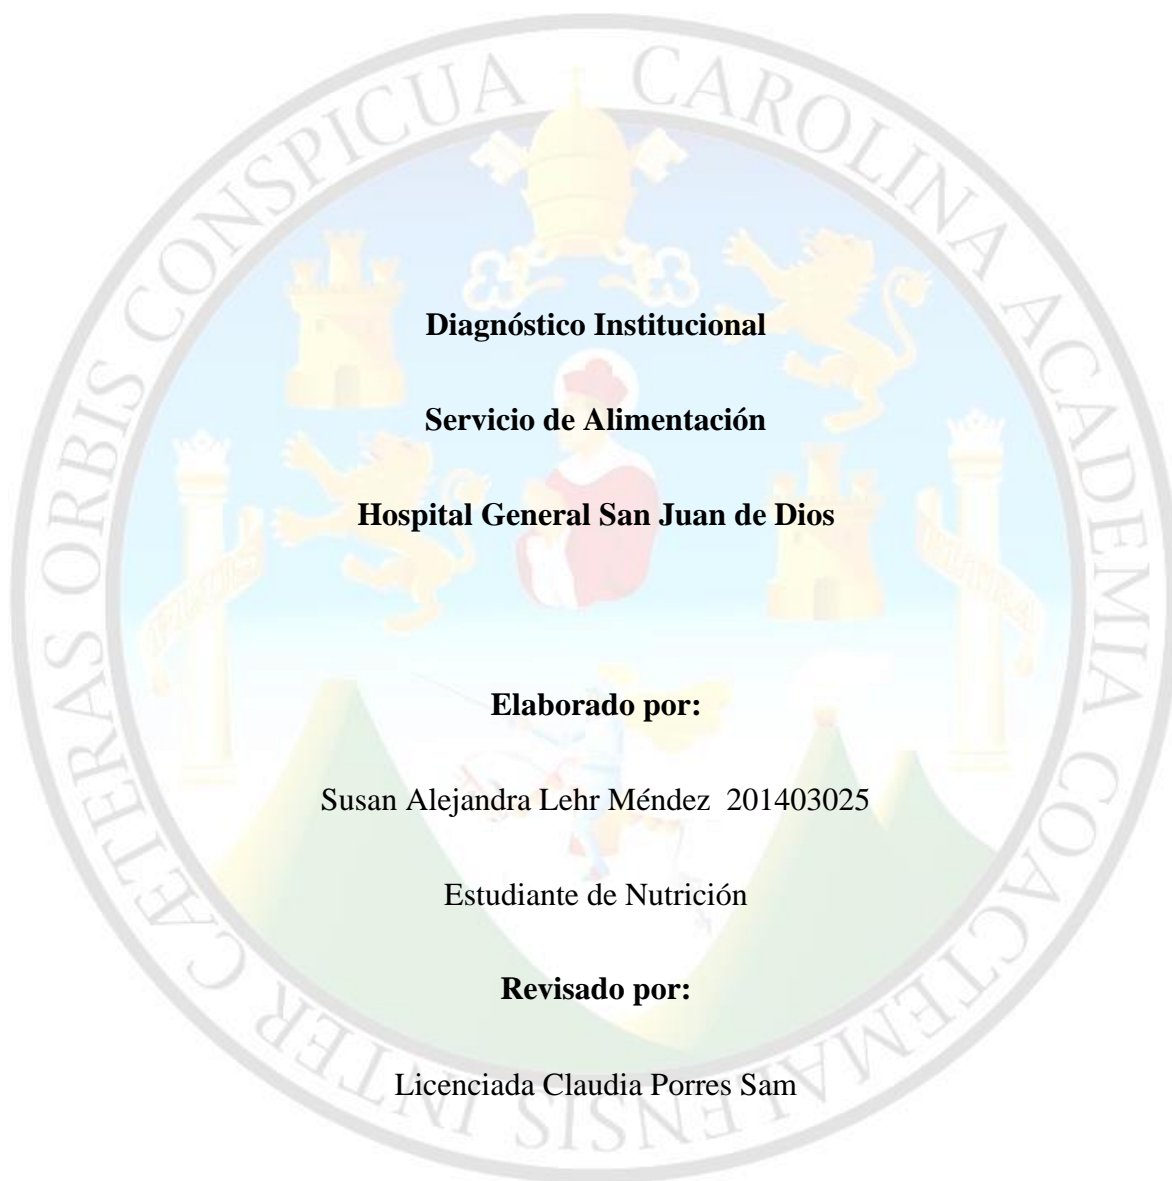 CAROLINA ACADEMIA COACTEMALENSIS INTER CÆTERAS ORBIS CONSPICUA
Diagnóstico Institucional
Servicio de Alimentación
Hospital General San Juan de Dios
Elaborado por:
Susan Alejandra Lehr Méndez 201403025
Estudiante de Nutrición
Revisado por:
Licenciada Claudia Porres Sam